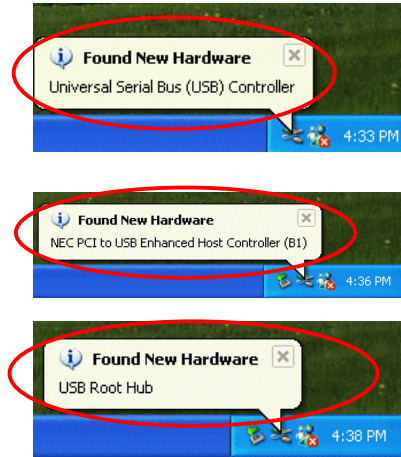 Found New Hardware
Universal Serial Bus (USB) Controller
4:33 PM
Found New Hardware
NEC PCI to USB Enhanced Host Controller (B1)
4:36 PM
Found New Hardware
USB Root Hub
4:38 PM